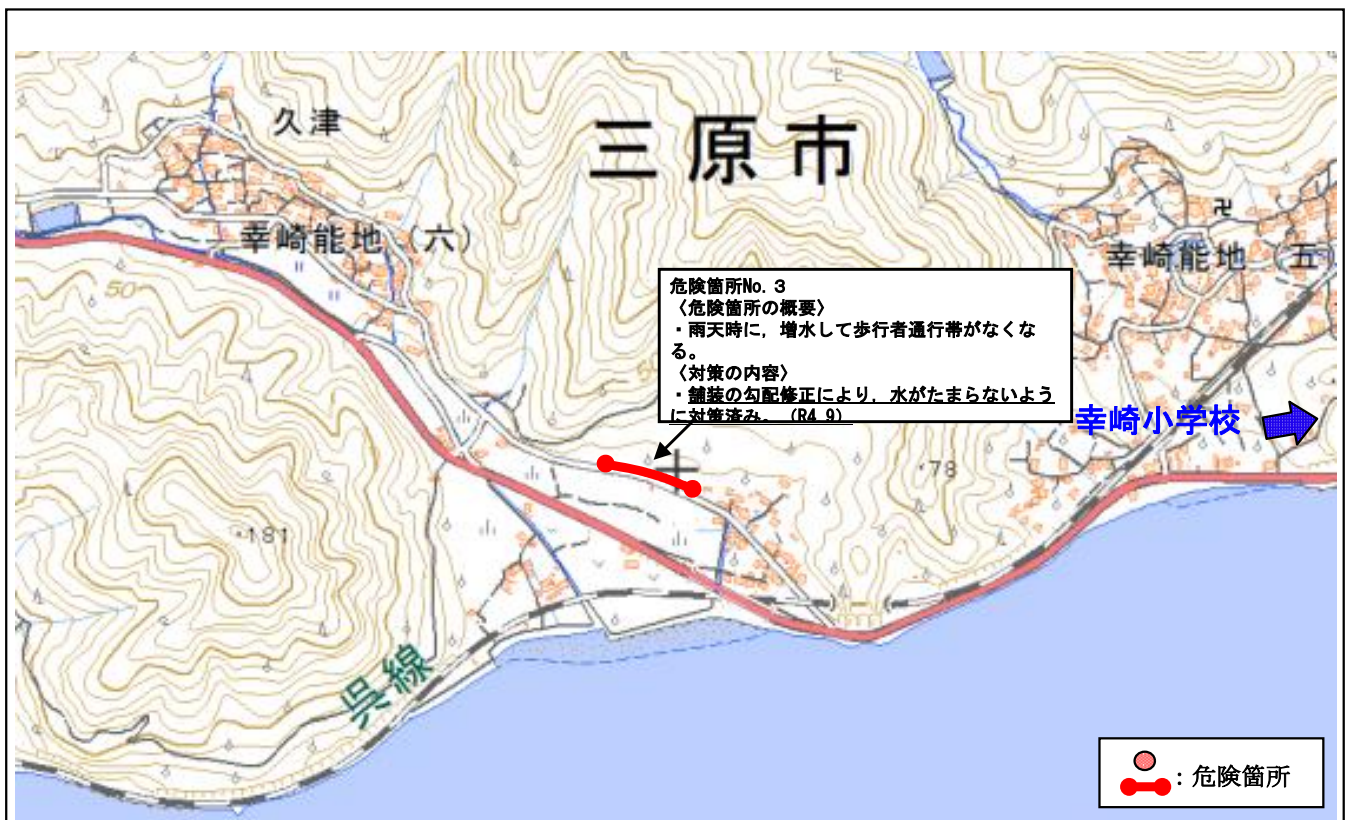 久津
三原市
幸崎能地（六）
卍
幸崎能地（五）
危険箇所No. 3
〈危険箇所の概要〉
・雨天時に，増水して歩行者通行帯がなくな
る。
〈対策の内容〉
・舗装の勾配修正により，水がたまらないよう
に対策済み。（R4.9）
50
幸崎小学校
・78
・181
呉線
：危険箇所